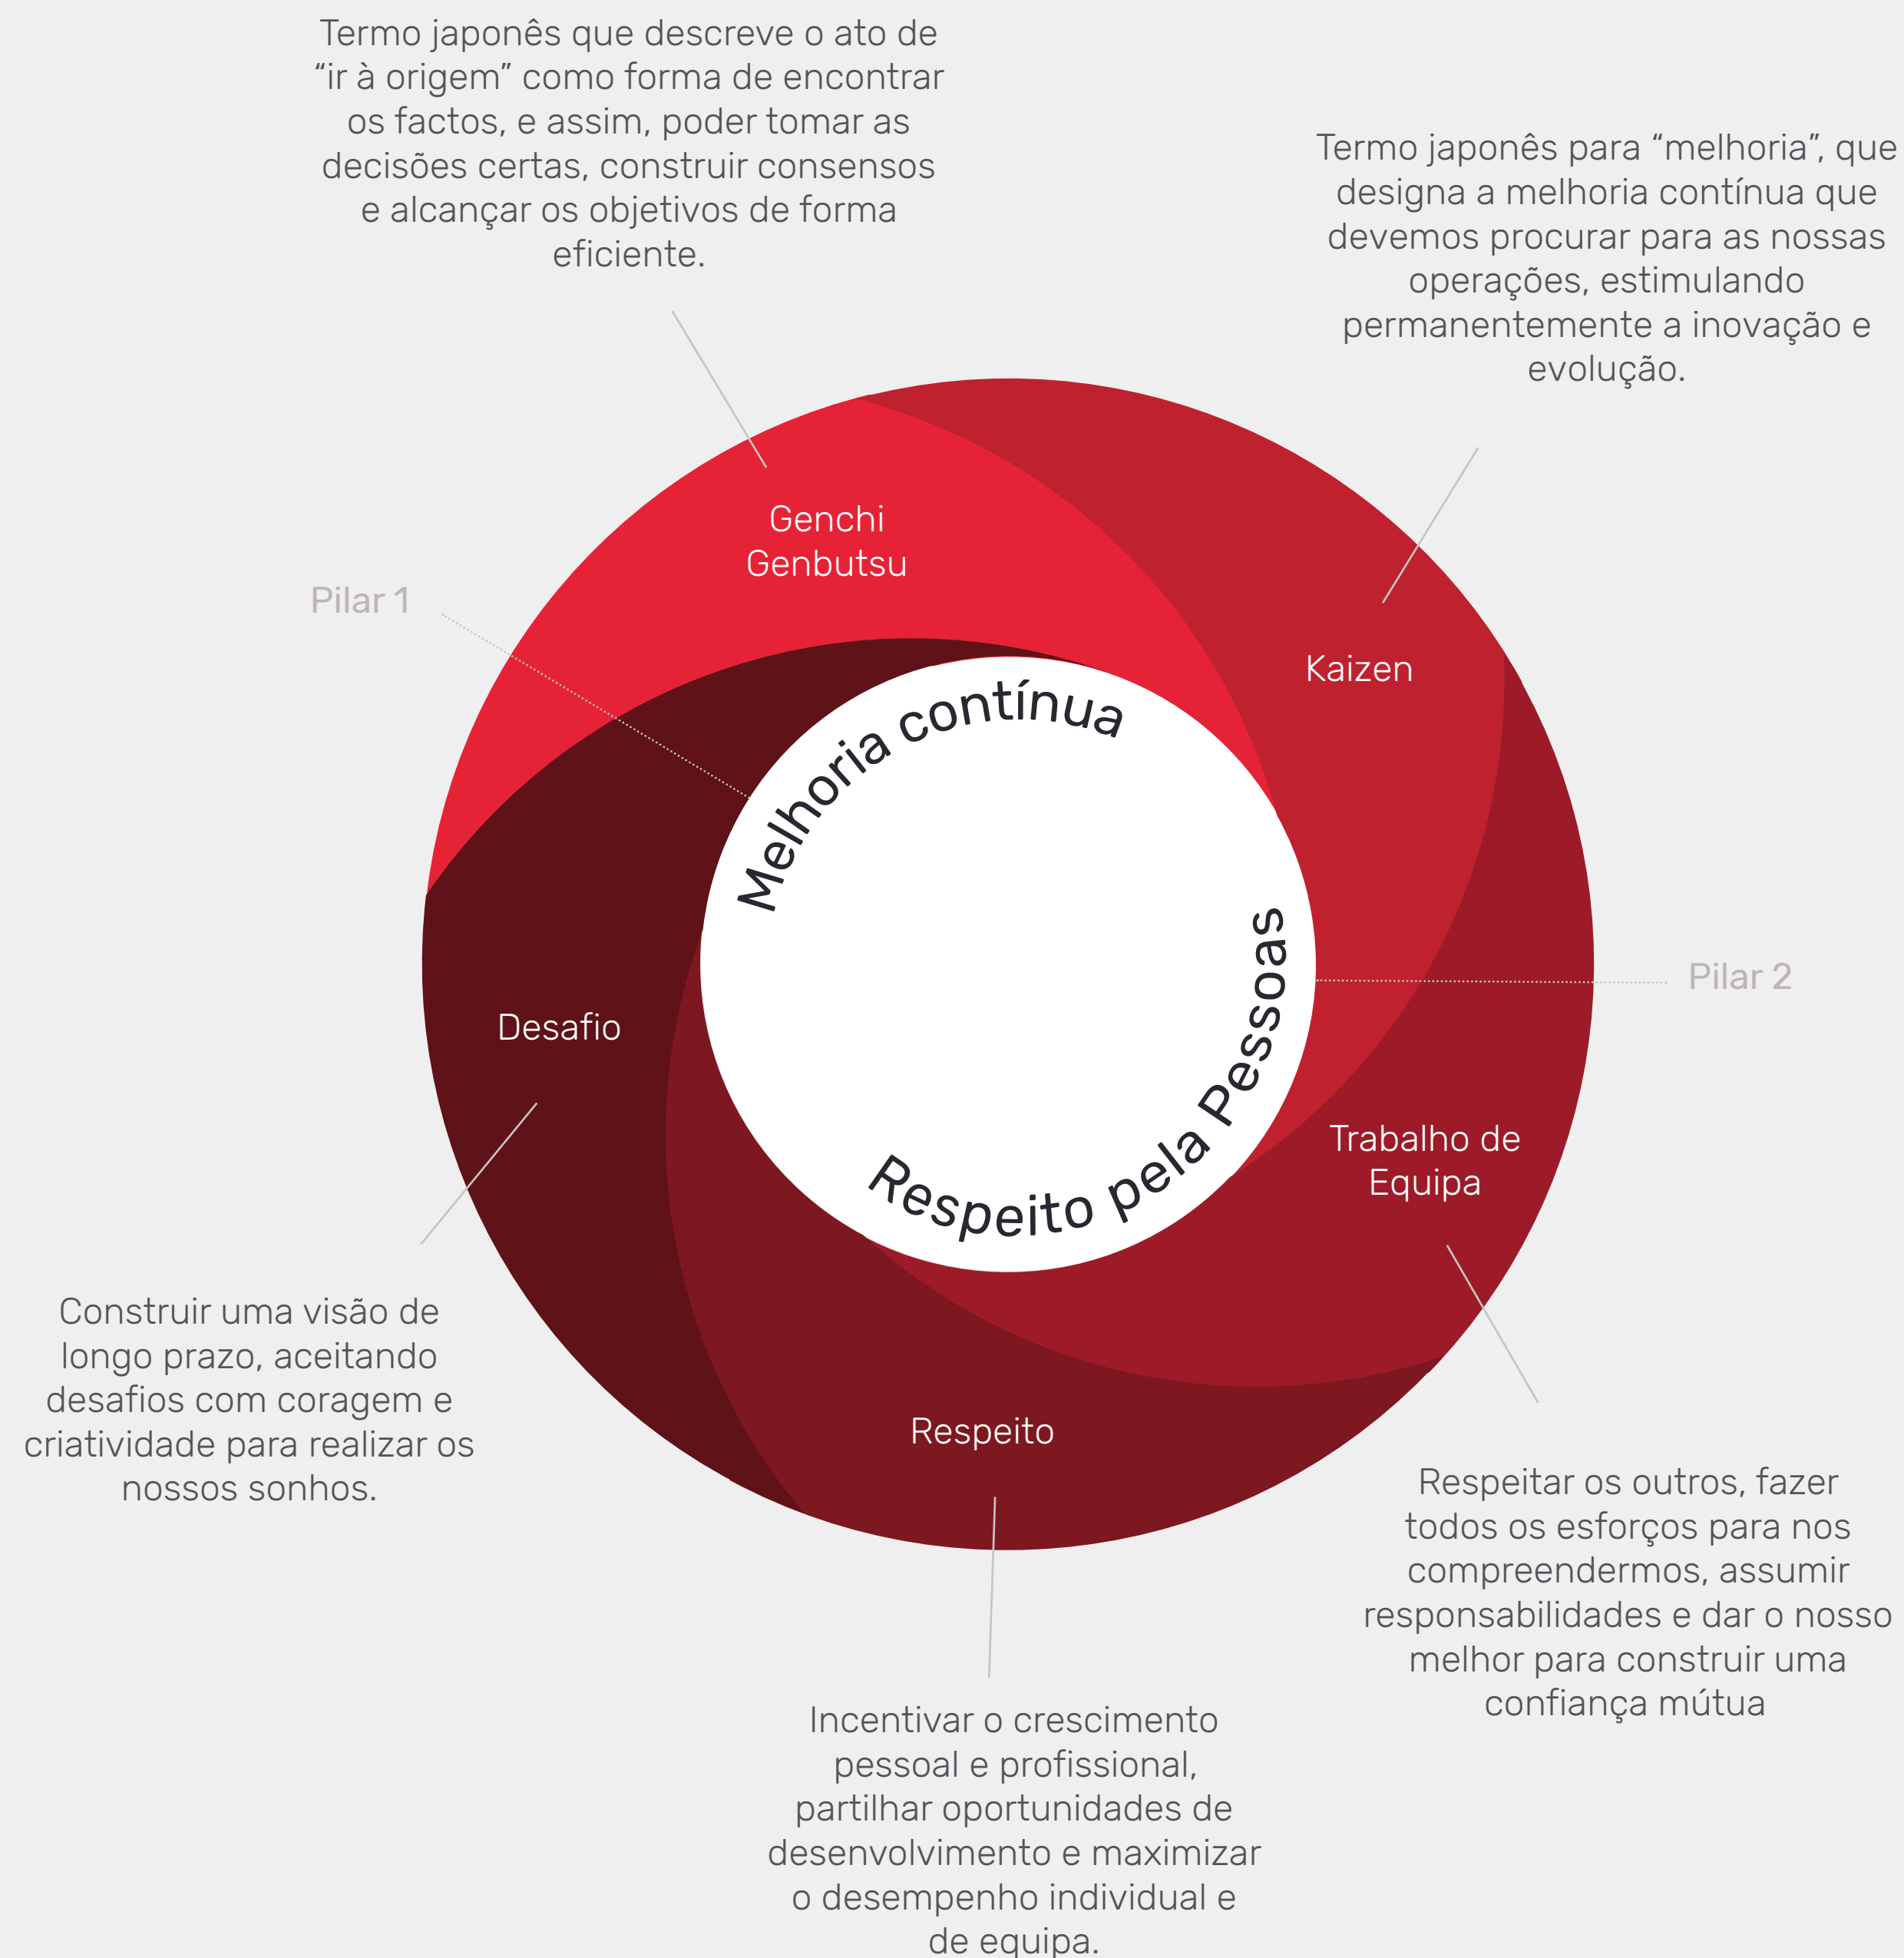 Termo japonês que descreve o ato de
“ir à origem” como forma de encontrar
os factos, e assim, poder tomar as
decisões certas, construir consensos
e alcançar os objetivos de forma
eficiente.
Termo japonês para “melhoria”, que
designa a melhoria contínua que
devemos procurar para as nossas
operações, estimulando
permanentemente a inovação e
evolução.
Genchi
Genbutsu
Pilar 1
Kaizen
Melhoria contínua
Respeito pela Pessoas
Pilar 2
Desafio
Trabalho de
Equipa
Construir uma visão de
longo prazo, aceitando
desafios com coragem e
criatividade para realizar os
nossos sonhos.
Respeito
Respeitar os outros, fazer
todos os esforços para nos
compreendermos, assumir
responsabilidades e dar o nosso
melhor para construir uma
confiança mútua
Incentivar o crescimento
pessoal e profissional,
partilhar oportunidades de
desenvolvimento e maximizar
o desempenho individual e
de equipa.